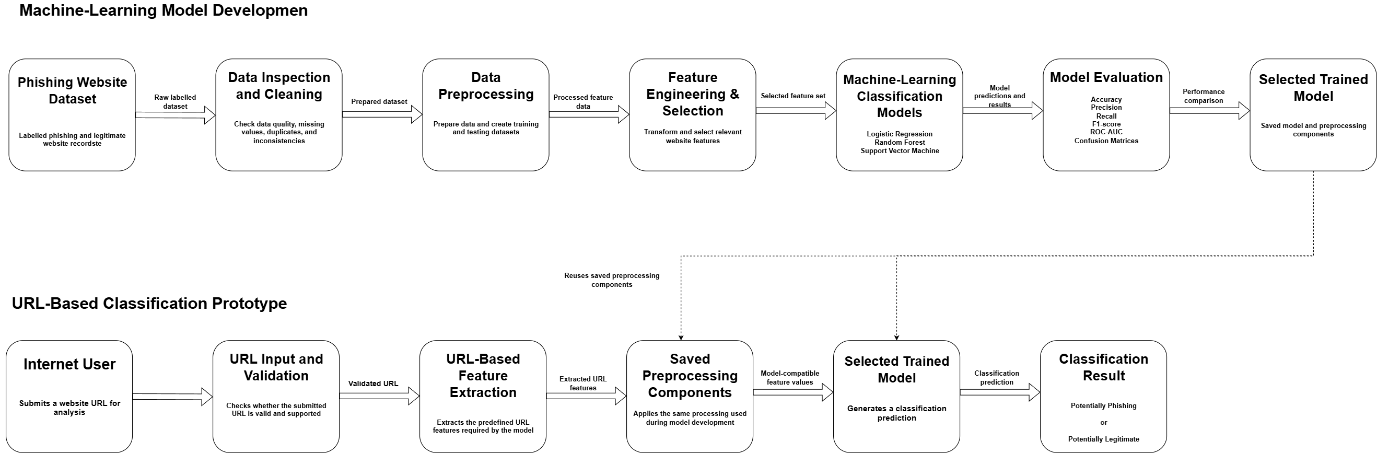 Machine-Learning Model Developmen
Phishing Website
Dataset
Labelled phishing and legitimate
website recordste
Raw labelled
dataset
Data Inspection
and Cleaning
Check data quality, missing
values, duplicates, and
inconsistencies
Prepared dataset
Data
Preprocessing
Prepare data and create training
and testing datasets
Processed feature
data
Feature
Engineering &
Selection
Transform and select relevant
website features
Selected feature set
Machine-Learning
Classification
Models
Logistic Regression
Random Forest
Support Vector Machine
Model
predictions and
results
Model Evaluation
Accuracy
Precision
Recall
F1-score
ROC AUC
Confusion Matrices
Performance
comparison
Selected Trained
Model
Saved model and preprocessing
components
Reuses saved preprocessing
components
URL-Based Classification Prototype
Internet User
Submits a website URL for
analysis
URL Input and
Validation
Checks whether the submitted
URL is valid and supported
Validated URL
URL-Based
Feature
Extraction
Extracts the predefined URL
features required by the model
Extracted URL
features
Saved
Preprocessing
Components
Applies the same processing used
during model development
Model-compatible
feature values
Selected Trained
Model
Generates a classification
prediction
Classification
prediction
Classification
Result
Potentially Phishing
or
Potentially Legitimate